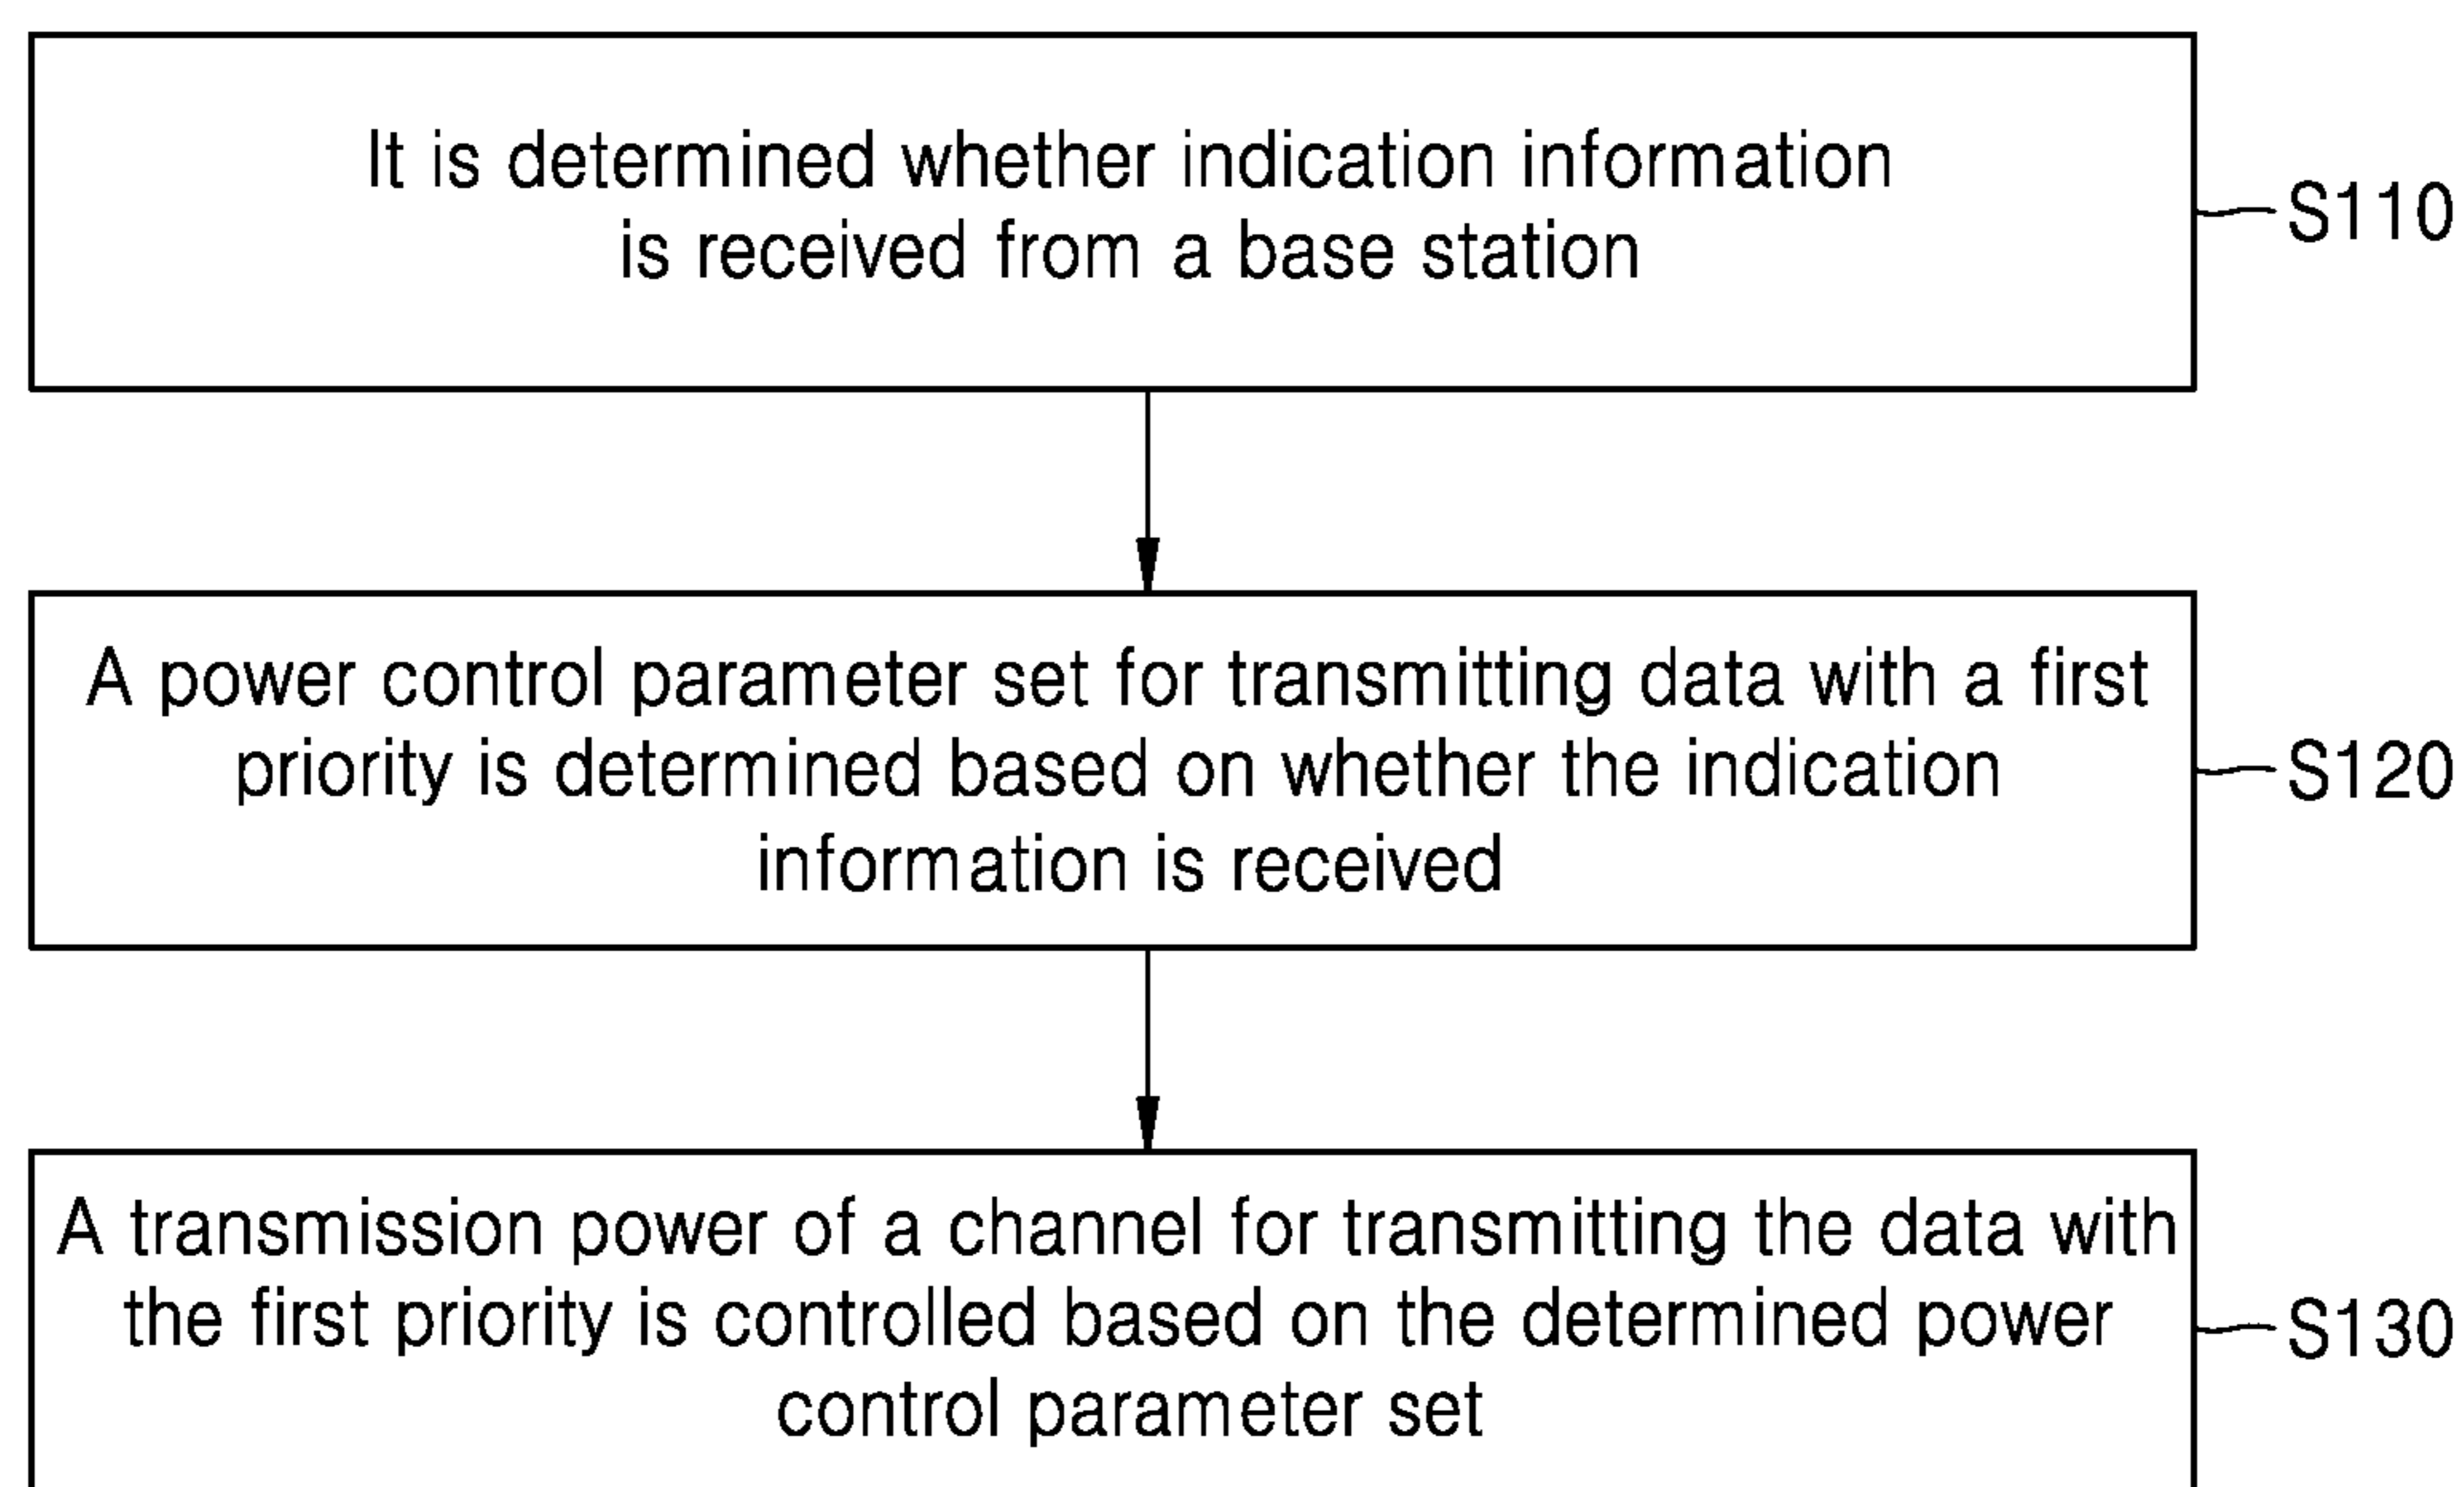 It is determined whether indication information
is received from a base station
S110
A power control parameter set for transmitting data with a first
priority is determined based on whether the indication
information is received
S120
A transmission power of a channel for transmitting the data with
the first priority is controlled based on the determined power
control parameter set
S130